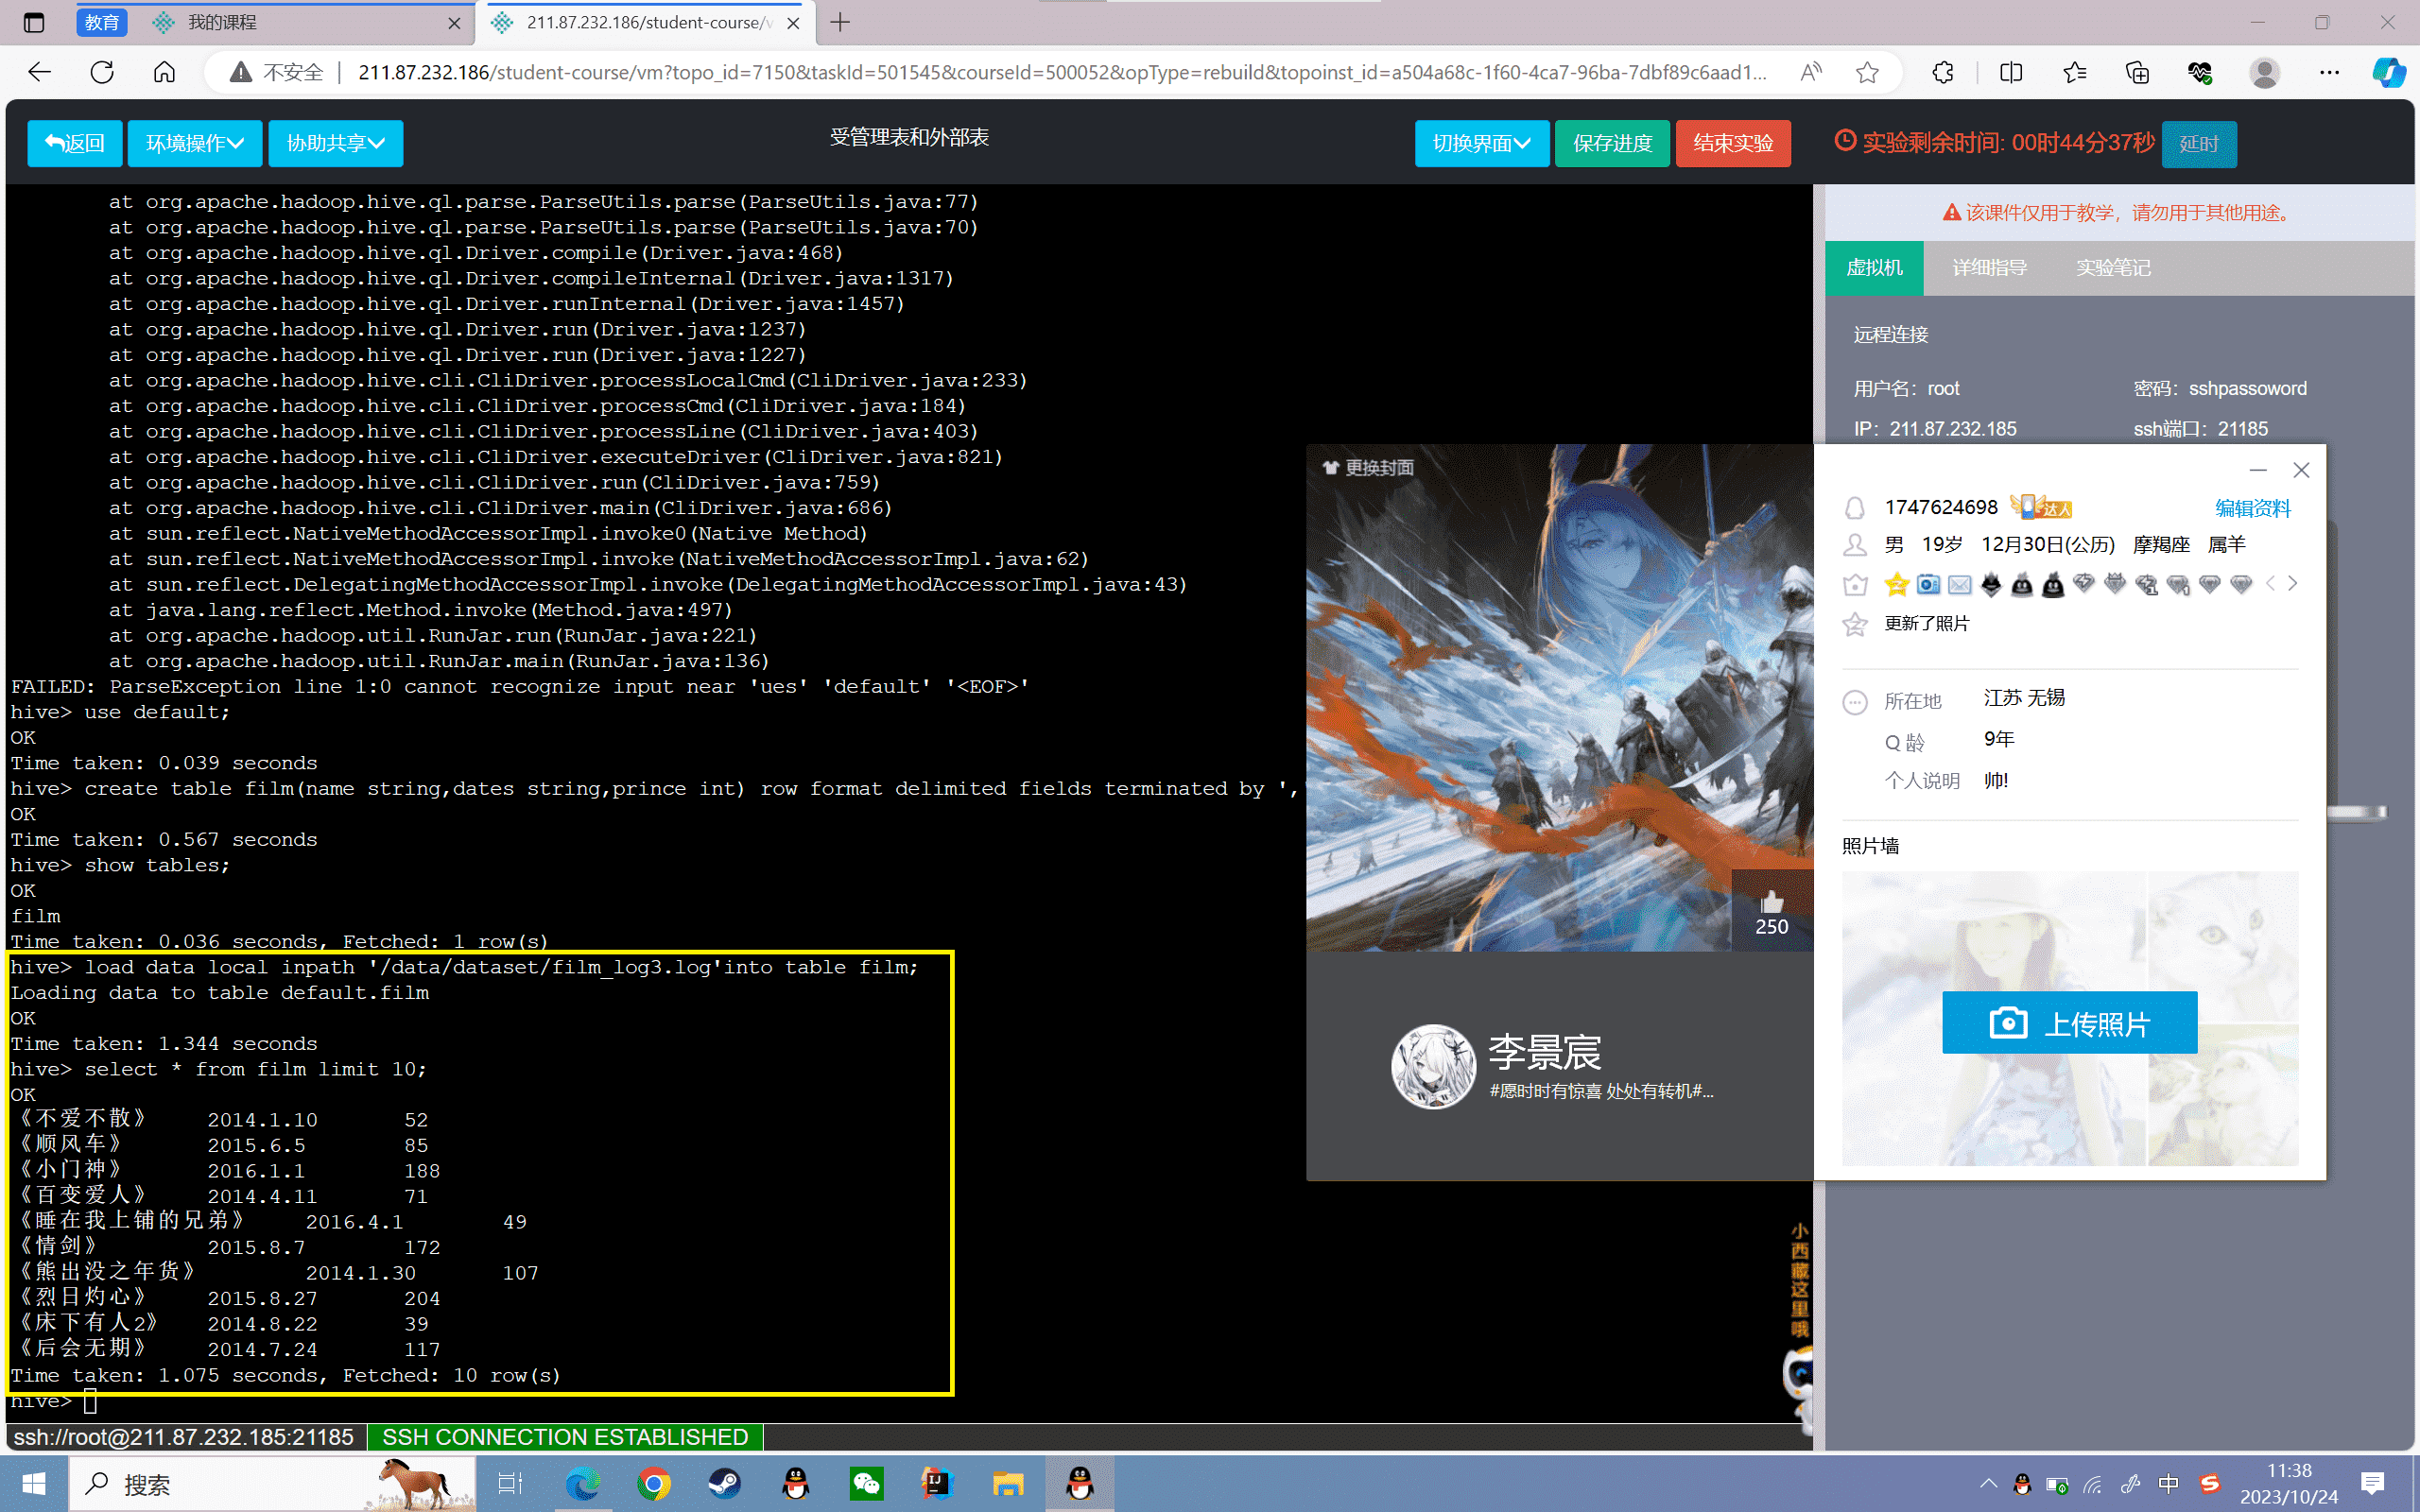 教育
我的课程
211.87.232.186/student-course/v
不安全
211.87.232.186/student-course/vm?topo_id=7150&taskId=501545&courseId=500052&opType=rebuild&topoinst_id=a504a68c-1f60-4ca7-96ba-7dbf89c6aad1...
返回
环境操作
协助共享
受管理表和外部表
切换界面
保存进度
结束实验
实验剩余时间: 00时44分37秒
延时
at org.apache.hadoop.hive.ql.parse.ParseUtils.parse(ParseUtils.java:77)
at org.apache.hadoop.hive.ql.parse.ParseUtils.parse(ParseUtils.java:70)
at org.apache.hadoop.hive.ql.Driver.compile(Driver.java:468)
at org.apache.hadoop.hive.ql.Driver.compileInternal(Driver.java:1317)
at org.apache.hadoop.hive.ql.Driver.runInternal(Driver.java:1457)
at org.apache.hadoop.hive.ql.Driver.run(Driver.java:1237)
at org.apache.hadoop.hive.ql.Driver.run(Driver.java:1227)
at org.apache.hadoop.hive.cli.CliDriver.processLocalCmd(CliDriver.java:233)
at org.apache.hadoop.hive.cli.CliDriver.processCmd(CliDriver.java:184)
at org.apache.hadoop.hive.cli.CliDriver.processLine(CliDriver.java:403)
at org.apache.hadoop.hive.cli.CliDriver.executeDriver(CliDriver.java:821)
at org.apache.hadoop.hive.cli.CliDriver.run(CliDriver.java:759)
at org.apache.hadoop.hive.cli.CliDriver.main(CliDriver.java:686)
at sun.reflect.NativeMethodAccessorImpl.invoke0(Native Method)
at sun.reflect.NativeMethodAccessorImpl.invoke(NativeMethodAccessorImpl.java:62)
at sun.reflect.DelegatingMethodAccessorImpl.invoke(DelegatingMethodAccessorImpl.java:43)
at java.lang.reflect.Method.invoke(Method.java:497)
at org.apache.hadoop.util.RunJar.run(RunJar.java:221)
at org.apache.hadoop.util.RunJar.main(RunJar.java:136)
FAILED: ParseException line 1:0 cannot recognize input near 'ues' 'default' '<EOF>'
hive> use default;
OK
Time taken: 0.039 seconds
hive> create table film(name string,dates string,prince int) row format delimited fields terminated by ','
OK
Time taken: 0.567 seconds
hive> show tables;
OK
film
Time taken: 0.036 seconds, Fetched: 1 row(s)
hive> load data local inpath '/data/dataset/film_log3.log'into table film;
Loading data to table default.film
OK
Time taken: 1.344 seconds
hive> select * from film limit 10;
OK
《不爱不散》 2014.1.10 52
《顺风车》 2015.6.5 85
《小门神》 2016.1.1 188
《百变爱人》 2014.4.11 71
《睡在我上铺的兄弟》 2016.4.1 49
《情剑》 2015.8.7 172
《熊出没之年货》 2014.1.30 107
《烈日灼心》 2015.8.27 204
《床下有人2》 2014.8.22 39
《后会无期》 2014.7.24 117
Time taken: 1.075 seconds, Fetched: 10 row(s)
hive>
ssh://root@211.87.232.185:21185
SSH CONNECTION ESTABLISHED
该课件仅用于教学，请勿用于其他用途。
虚拟机
详细指导
实验笔记
远程连接
用户名：root
密码：sshpassoword
IP：211.87.232.185
ssh端口：21185
更换封面
250
李景宸
#愿时时有惊喜 处处有转机#...
1747624698
达人
编辑资料
男 19岁 12月30日(公历) 摩羯座 属羊
更新了照片
所在地 江苏 无锡
Q 龄 9年
个人说明 帅!
照片墙
上传照片
小西藏这里哦
搜索
中
11:38
2023/10/24